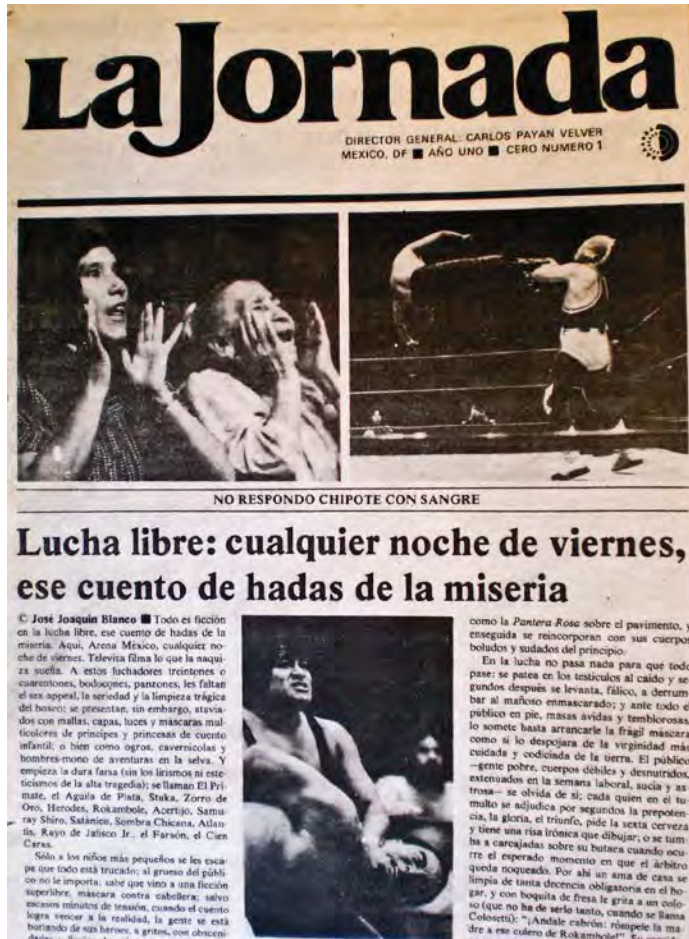 LaJornada
DIRECTOR GENERAL: CARLOS PAYAN VELVER
MEXICO, DF ■ AÑO UNO ■ CERO NUMERO 1
NO RESPONDO CHIPOTE CON SANGRE
Lucha libre: cualquier noche de viernes,
ese cuento de hadas de la miseria
© José Joaquín Blanco ■ Todo es ficción
en la lucha libre, ese cuento de hadas de la
miseria. Aquí, Arena México, cualquier no-
che de viernes. Televisa filma lo que la naqui-
za sueña. A estos luchadores treintones o
cuarentones, bodocones, panzones, les faltan
el sex appeal, la seriedad y la limpieza trágica
del boxeo; se presentan, sin embargo, atavia-
dos con mallas, capas, luces y máscaras mul-
ticolores de príncipes y princesas de cuento
infantil; o bien como ogros, cavernícolas y
hombres-mono de aventuras en la selva. Y
empieza la dura farsa (sin los lirismos ni este-
ticismos de la alta tragedia); se llaman El Pri-
mate, el Aguila de Plata, Stuka, Zorro de
Oro, Herodes, Rokambole, Acertijo, Samu-
ray Shiro, Satánico, Sombra Chicana, Atlan-
tis, Rayo de Jalisco Jr., el Faraón, el Cien
Caras.
Sólo a los niños más pequeños se les esca-
pa que todo está trucado; al grueso del públi-
co no le importa: sabe que vino a una ficción
superlibre, máscara contra cabellera; salvo
escasos minutos de tensión, cuando el cuento
logra vencer a la realidad, la gente se está
burlando de sus héroes, a gritos, con obsceni-
como la Pantera Rosa sobre el pavimento, y
enseguida se reincorporan con sus cuerpos
boludos y sudados del principio.
En la lucha no pasa nada para que todo
pase: se patea en los testículos al caído y se-
gundos después se levanta, fálico, a derrum-
bar al mañoso enmascarado; y ante todo el
público en pie, masas ávidas y temblorosas,
lo somete hasta arrancarle la frágil máscara
como si lo despojara de la virginidad más
cuidada y codiciada de la tierra. El público
—gente pobre, cuerpos débiles y desnutridos,
extenuados en la semana laboral, sucia y as-
trosa— se olvida de sí; cada quien en el tu-
multo se adjudica por segundos la prepoten-
cia, la gloria, el triunfo, pide la sexta cerveza
y tiene una risa irónica que dibujar, o se tum-
ba a carcajadas sobre su butaca cuando ocu-
rre el esperado momento en que el árbitro
queda noqueado. Por ahí un ama de casa se
limpia de tanta decencia obligatoria en el ho-
gar, y con boquita de fresa le grita a un colo-
so (que no ha de serlo tanto, cuando se llama
Colosetti): "¡Andale cabrón: rómpele la ma-
dre a ese culero de Rokambole!".